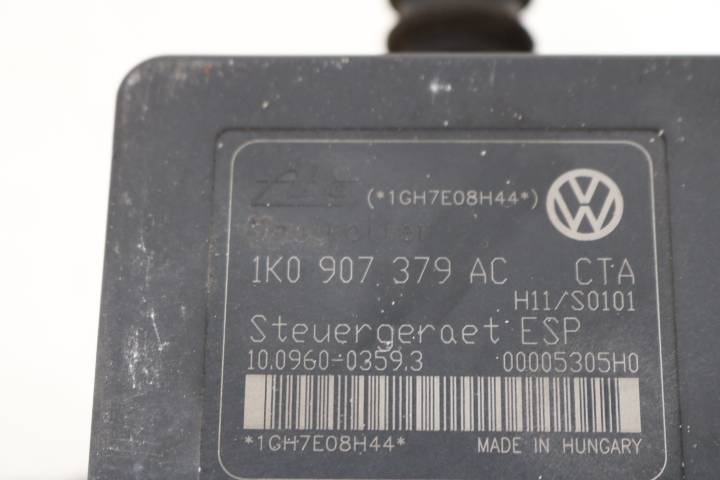 Ate (*1GH7E08H44*)
1K0 907 379 AC CTA
H11/S0101
Steuergeraet ESP
10.0960-0359.3 00005305H0
*1GH7E08H44* MADE IN HUNGARY